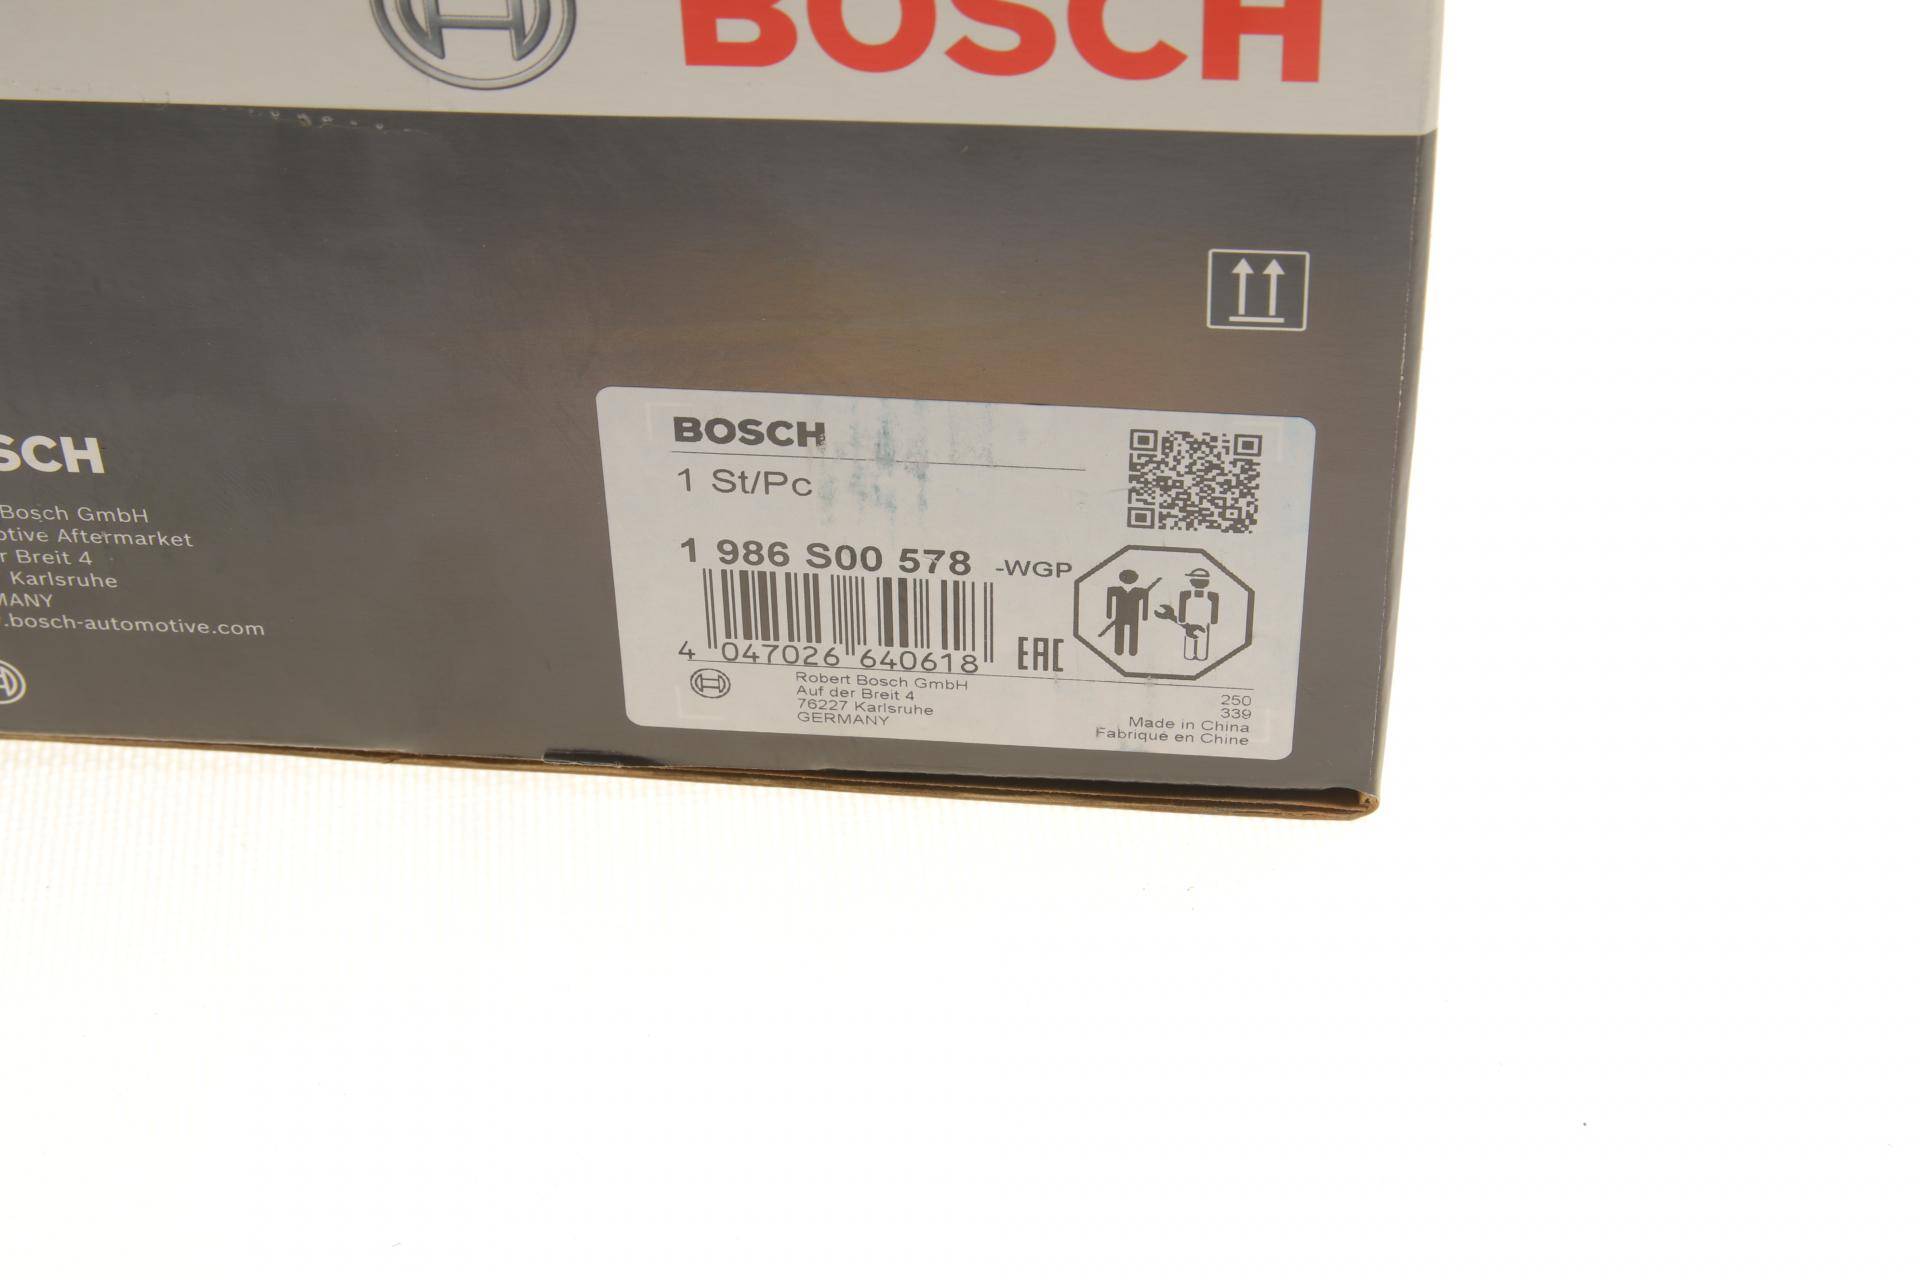 BOSCH
SCH
Bosch GmbH
otive Aftermarket
r Breit 4
Karlsruhe
MANY
.bosch-automotive.com
BOSCH
1 St/Pc
1 986 S00 578 -WGP
4 047026 640618
EAC
Robert Bosch GmbH
Auf der Breit 4
76227 Karlsruhe
GERMANY
250
339
Made in China
Fabriqué en Chine